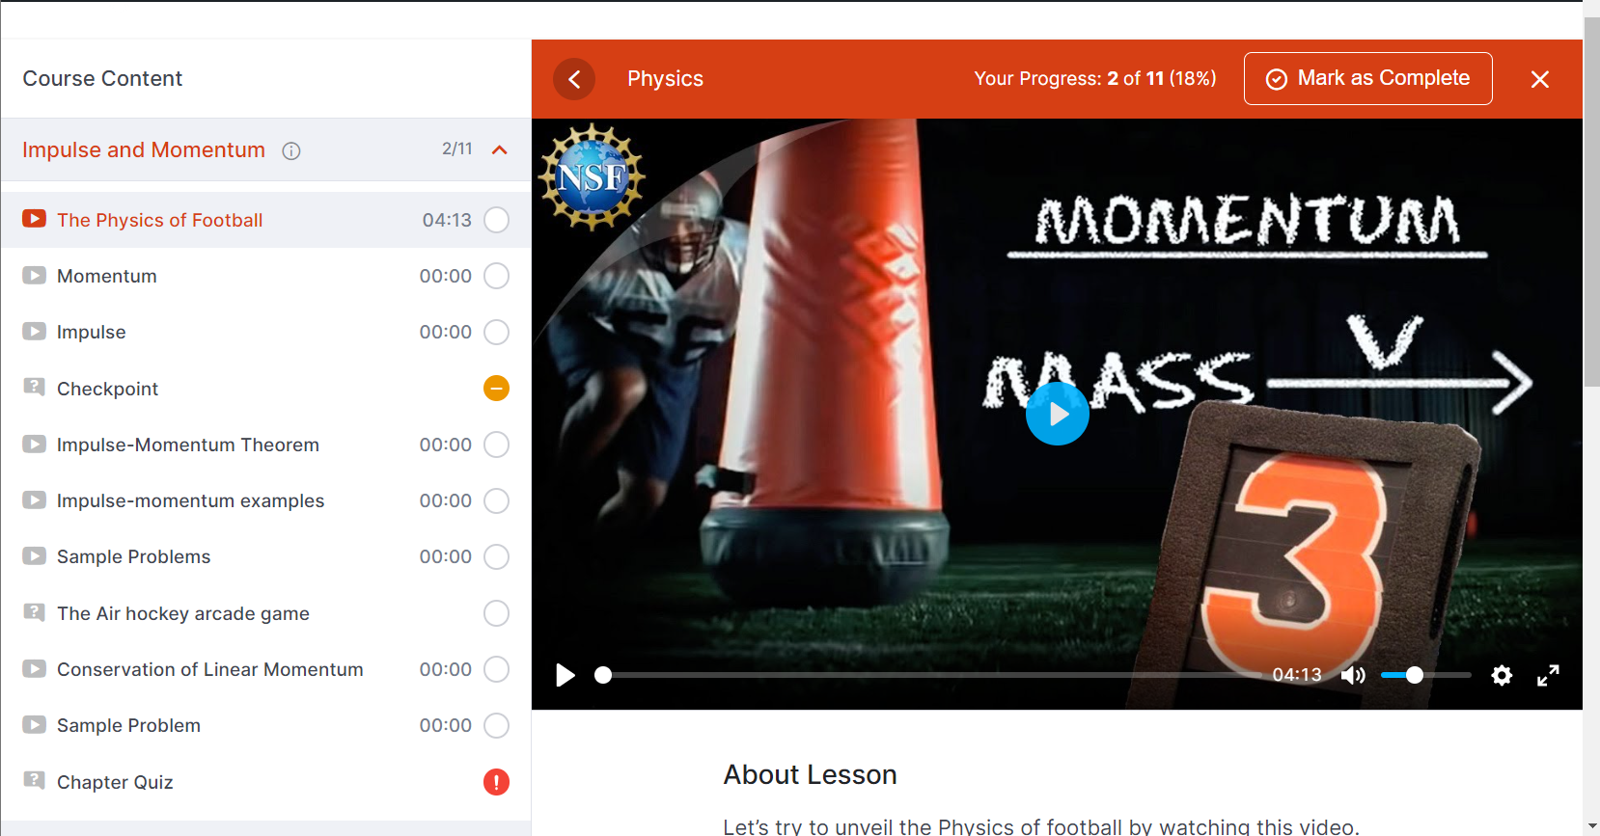 Course Content
Physics
Your Progress: 2 of 11 (18%)
Mark as Complete
Impulse and Momentum
2/11
The Physics of Football
04:13
Momentum
00:00
Impulse
00:00
Checkpoint
Impulse-Momentum Theorem
00:00
Impulse-momentum examples
00:00
Sample Problems
00:00
The Air hockey arcade game
Conservation of Linear Momentum
00:00
Sample Problem
00:00
Chapter Quiz
NSF
MOMENTUM
V
MASS
3
04:13
About Lesson
Let’s try to unveil the Physics of football by watching this video.